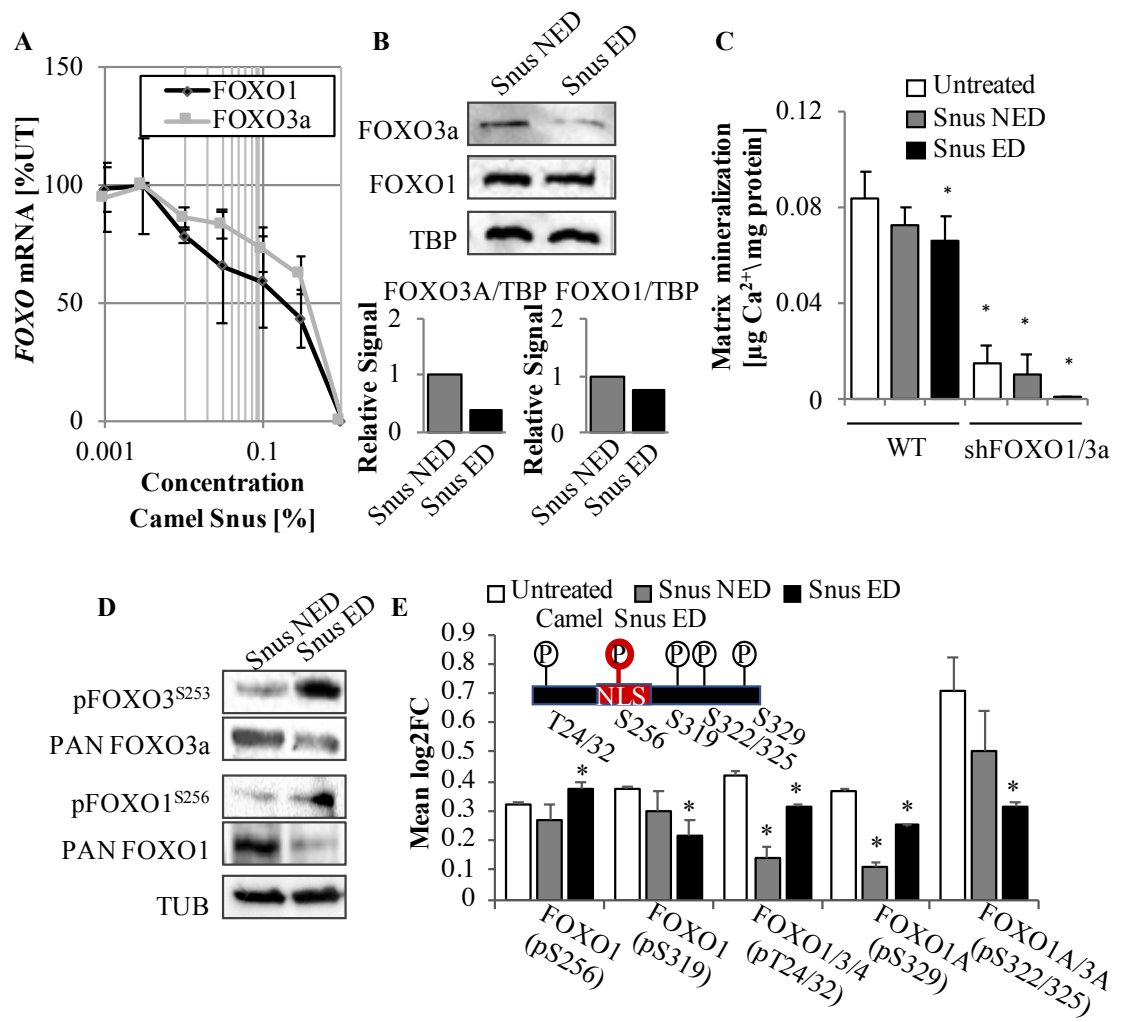 A
150
100
50
0
FOXO1
FOXO3a
FOXO mRNA [%UT]
0.001
0.1
Concentration
Camel Snus [%]
B
Snus NED
Snus ED
FOXO3a
FOXO1
TBP
FOXO3A/TBP
FOXO1/TBP
Relative Signal
2
1
0
Snus NED
Snus ED
Relative Signal
2
1
0
Snus NED
Snus ED
C
Untreated
Snus NED
Snus ED
Matrix mineralization
[µg Ca²⁺\mg protein]
0.12
0.08
0.04
0
*
*
*
*
WT
shFOXO1/3a
D
Snus NED
Snus ED
pFOXO3S253
PAN FOXO3a
pFOXO1S256
PAN FOXO1
TUB
E
Untreated
Snus NED
Snus ED
Camel Snus ED
Mean log2FC
0.9
0.8
0.7
0.6
0.5
0.4
0.3
0.2
0.1
0
P
P
P
P
P
NLS
T24/32
S256
S319
S322/325
S329
*
*
*
*
*
*
*
FOXO1
(pS256)
FOXO1
(pS319)
FOXO1/3/4
(pT24/32)
FOXO1A
(pS329)
FOXO1A/3A
(pS322/325)